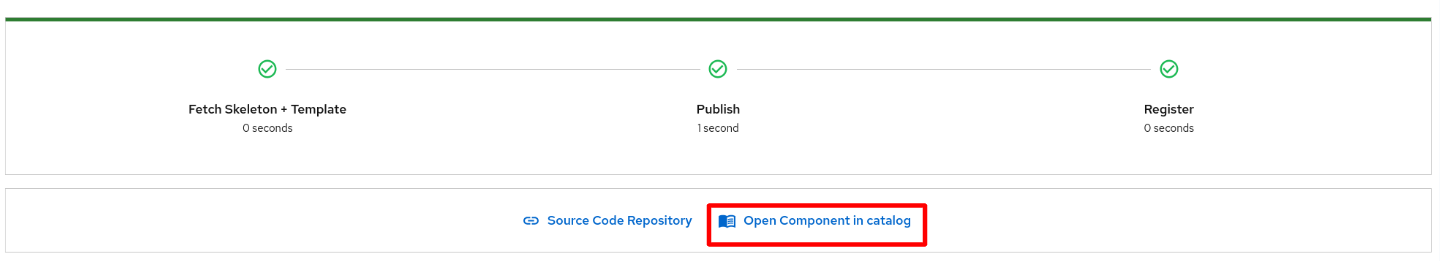 Fetch Skeleton + Template
0 seconds
Publish
1 second
Register
0 seconds
Source Code Repository
Open Component in catalog